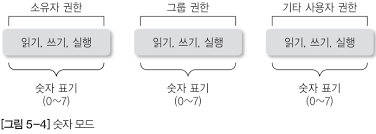 소유자 권한 그룹 권한 기타 사용자 권한
읽기, 쓰기, 실행 읽기, 쓰기, 실행 읽기, 쓰기, 실행
숫자 표기 숫자 표기 숫자 표기
(0~7) (0~7) (0~7)
[그림 5-4] 숫자 모드